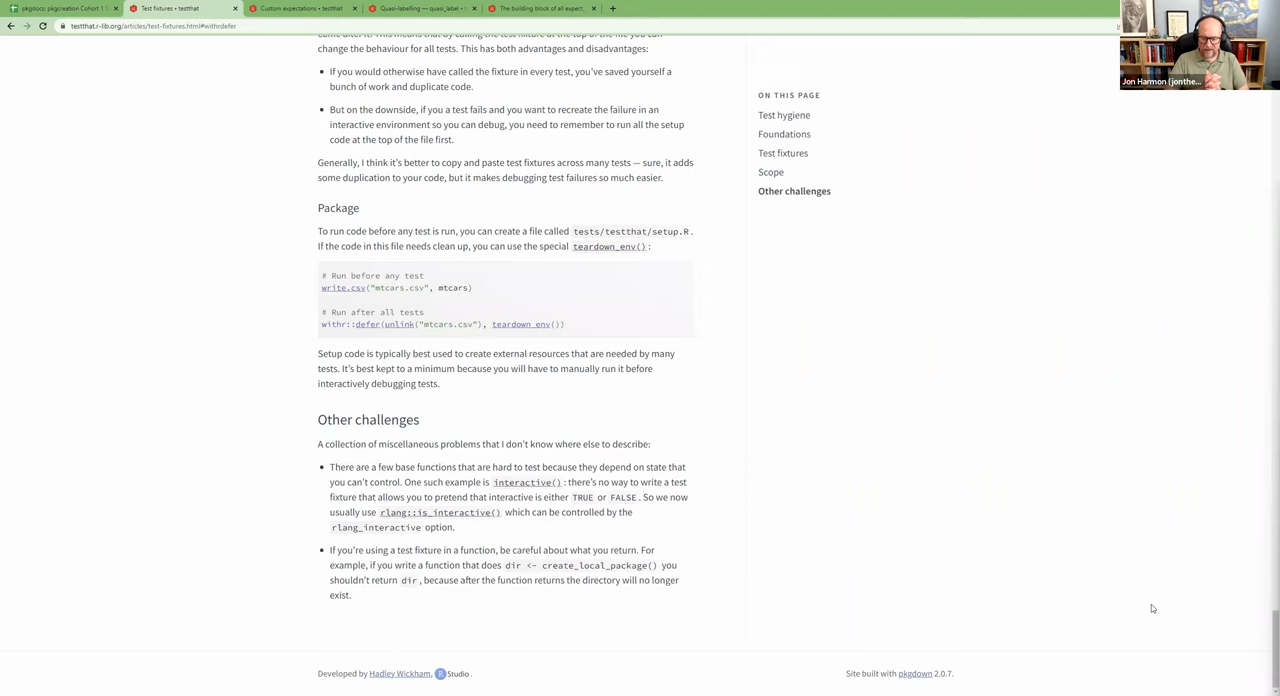 pkgdocs: pkgcreation Cohort 1
Test fixtures • testthat
Custom expectations • testthat
Quasi-labelling — quasi_label •
The building block of all expect
testthat.r-lib.org/articles/test-fixtures.html#withrdefer
Jon Harmon (jonthe...
change the behaviour for all tests. This has both advantages and disadvantages:
• If you would otherwise have called the fixture in every test, you've saved yourself a
bunch of work and duplicate code.
• But on the downside, if a test fails and you want to recreate the failure in an
interactive environment so you can debug, you need to remember to run all the setup
code at the top of the file first.
Generally, I think it's better to copy and paste test fixtures across many tests — sure, it adds
some duplication to your code, but it makes debugging test failures so much easier.
Package
To run code before any test is run, you can create a file called tests/testthat/setup.R.
If the code in this file needs clean up, you can use the special teardown_env():
# Run before any test
write.csv("mtcars.csv", mtcars)
# Run after all tests
withr::defer(unlink("mtcars.csv"), teardown_env())
Setup code is typically best used to create external resources that are needed by many
tests. It's best kept to a minimum because you will have to manually run it before
interactively debugging tests.
Other challenges
A collection of miscellaneous problems that I don't know where else to describe:
• There are a few base functions that are hard to test because they depend on state that
you can't control. One such example is interactive(): there's no way to write a test
fixture that allows you to pretend that interactive is either TRUE or FALSE. So we now
usually use rlang::is_interactive() which can be controlled by the
rlang_interactive option.
• If you're using a test fixture in a function, be careful about what you return. For
example, if you write a function that does dir <- create_local_package() you
shouldn't return dir, because after the function returns the directory will no longer
exist.
ON THIS PAGE
Test hygiene
Foundations
Test fixtures
Scope
Other challenges
Developed by Hadley Wickham, R Studio.
Site built with pkgdown 2.0.7.